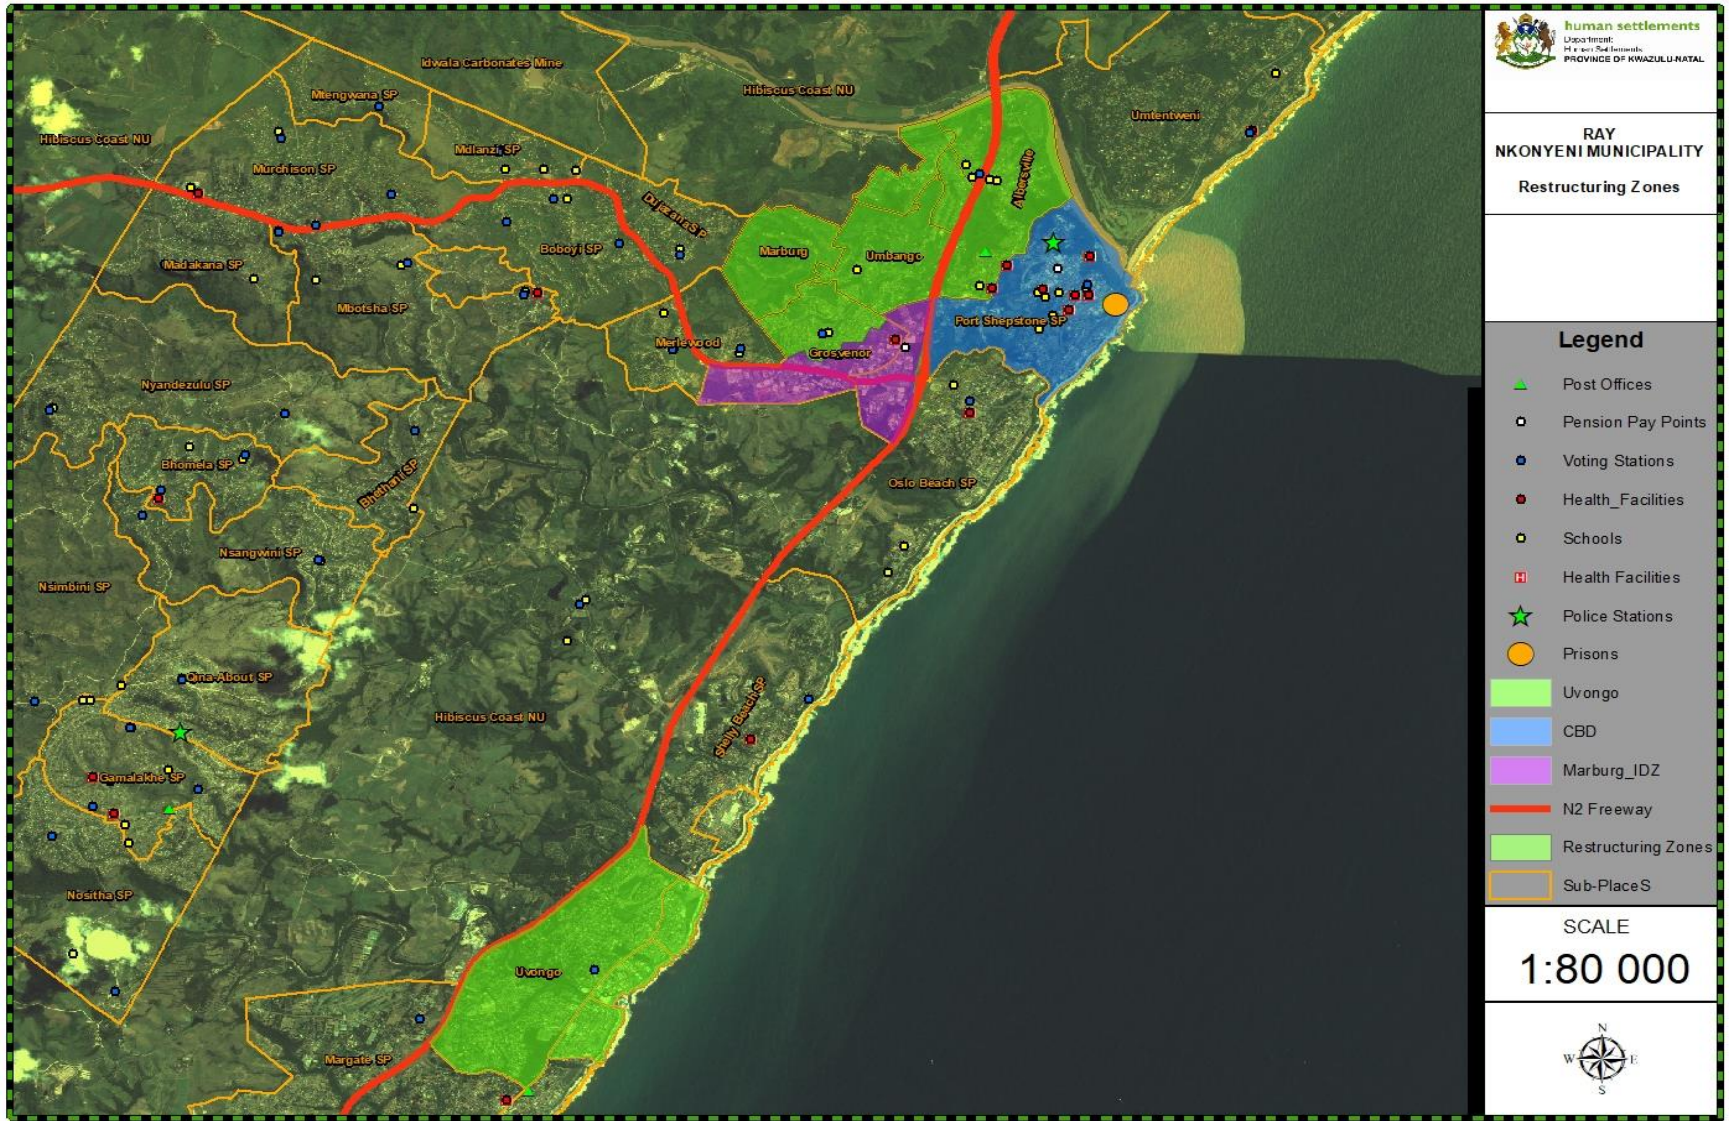 human settlements
Department:
Human Settlements
PROVINCE OF KWAZULU-NATAL
RAY
NKONYENI MUNICIPALITY
Restructuring Zones
Legend
Post Offices
Pension Pay Points
Voting Stations
Health_Facilities
Schools
H Health Facilities
Police Stations
Prisons
Uvongo
CBD
Marburg_IDZ
N2 Freeway
Restructuring Zones
Sub-PlaceS
SCALE
1:80 000
N
W E
S
Idwala Carbonates Mine
Hibiscus Coast NU
Mtengwana SP
Umtentweni
Hibiscus Coast NU
Mdlanzi SP
Murchison SP
Albersville
Dujazana SP
Boboyi SP
Marburg
Umbango
Madakana SP
Mbotsha SP
Port Shepstone SP
Merlewood
Grosvenor
Nyandezulu SP
Bhomela SP
Bhethani SP
Oslo Beach SP
Nsangwini SP
Nsimbini SP
Qina-About SP
Hibiscus Coast NU
Shelly Beach SP
Gamalakhe SP
Nositha SP
Uvongo
Margate SP